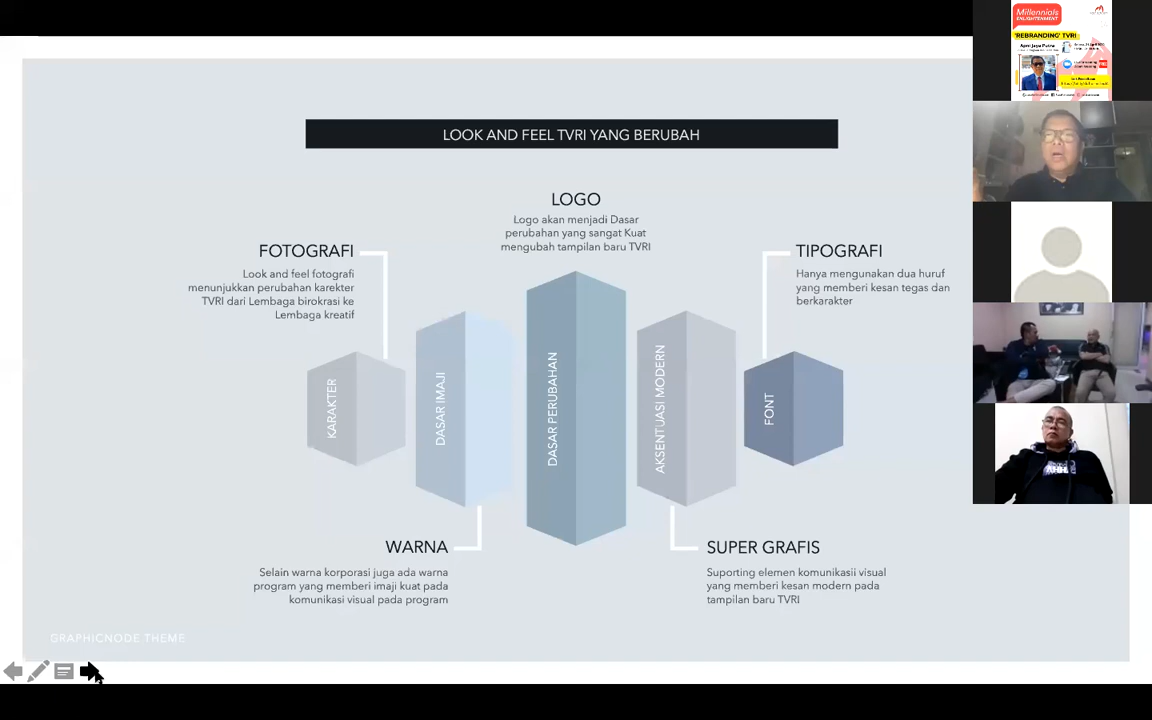 LOOK AND FEEL TVRI YANG BERUBAH
LOGO
Logo akan menjadi Dasar
perubahan yang sangat Kuat
mengubah tampilan baru TVRI
FOTOGRAFI
Look and feel fotografi
menunjukkan perubahan karekter
TVRI dari Lembaga birokrasi ke
Lembaga kreatif
TIPOGRAFI
Hanya mengunakan dua huruf
yang memberi kesan tegas dan
berkarakter
KARAKTER
DASAR IMAJI
DASAR PERUBAHAN
AKSENTUASI MODERN
FONT
WARNA
Selain warna korporasi juga ada warna
program yang memberi imaji kuat pada
komunikasi visual pada program
SUPER GRAFIS
Suporting elemen komunikasii visual
yang memberi kesan modern pada
tampilan baru TVRI
GRAPHICNODE THEME
Millennials
ENLIGHTENMENT
'REBRANDING' TVRI
Apni Jaya Putra